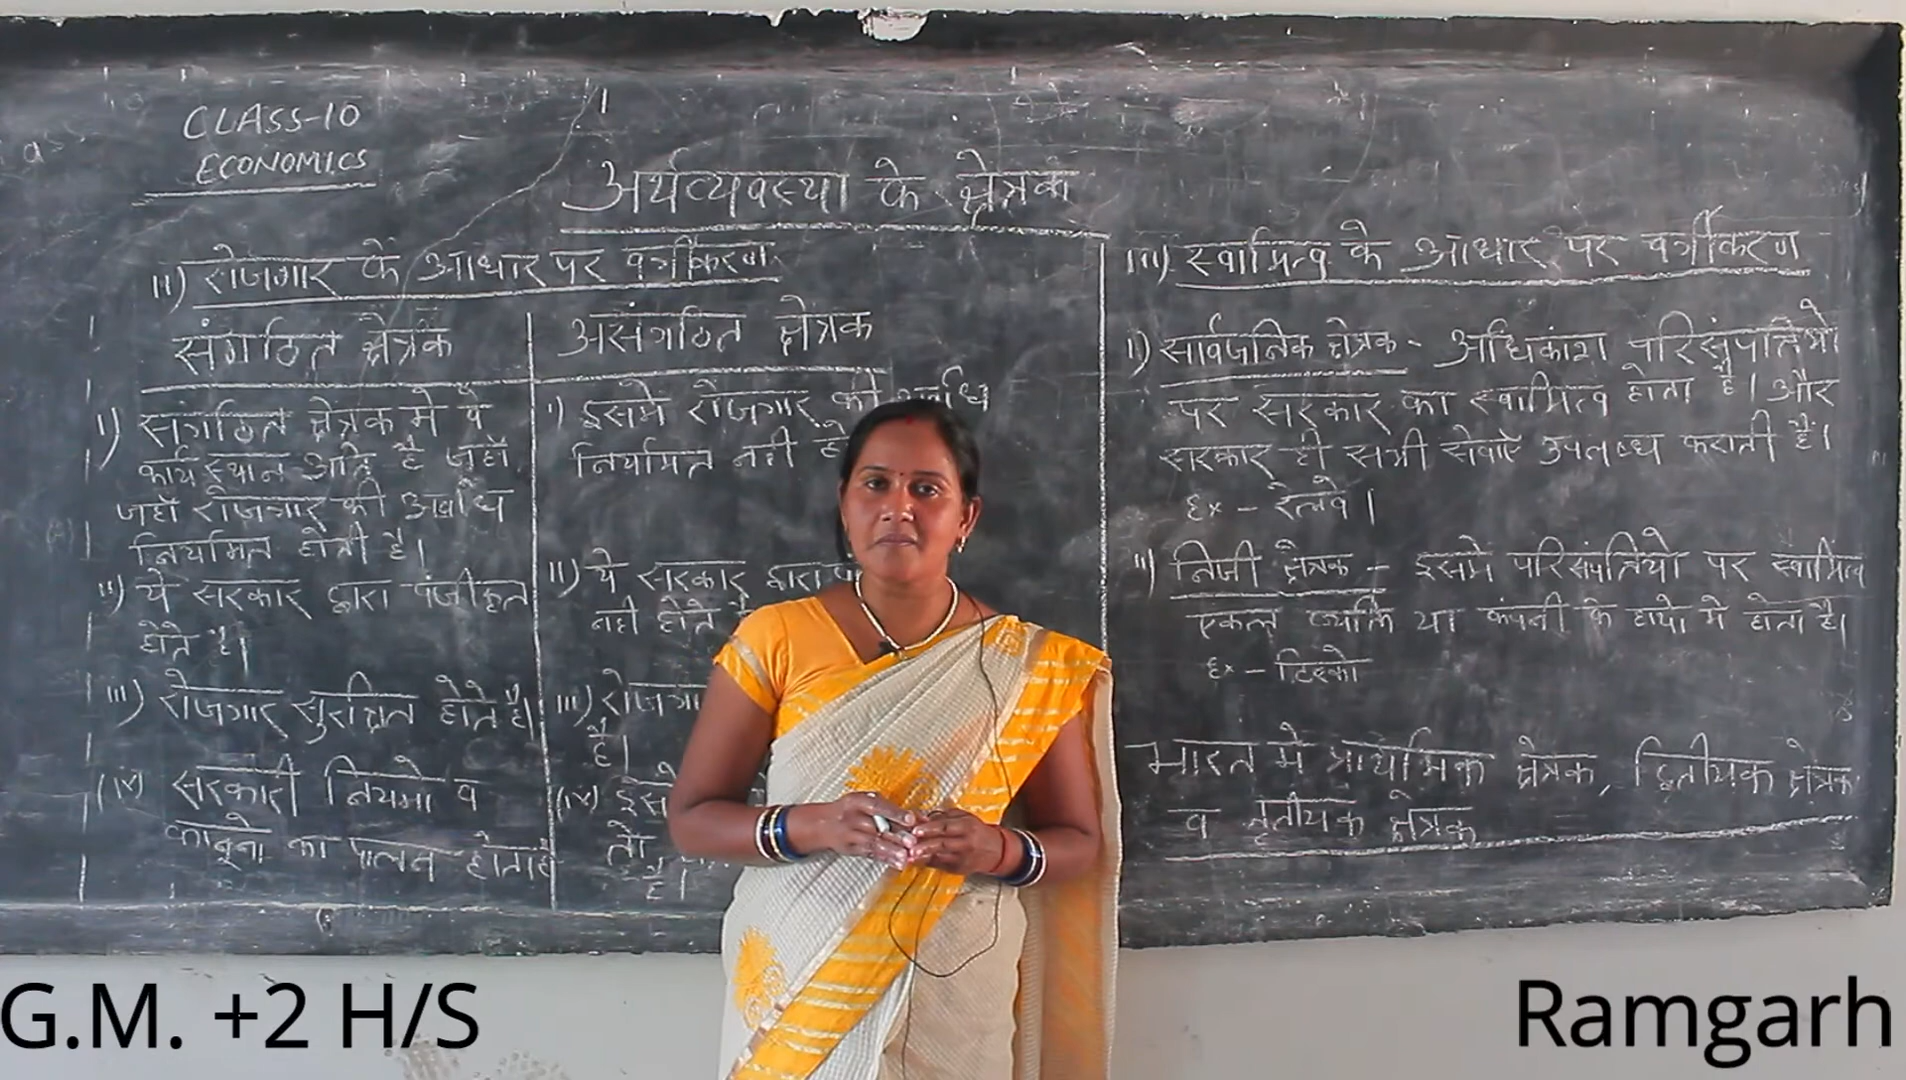 CLASS-10
ECONOMICS
अर्थव्यवस्था के क्षेत्रक
ii) रोजगार के आधार पर वर्गीकरण
संगठित क्षेत्रक
i) संगठित क्षेत्रक मे वे
कार्य स्थान आते है जहाँ
जहाँ रोजगार की अवधि
नियमित होती है।
ii) ये सरकार द्वारा पंजीकृत
होते है।
iii) रोजगार सुरक्षित होते है।
(iv) सरकारी नियमो व
कानूनो का पालन होता है
असंगठित क्षेत्रक
i) इसमे रोजगार की अवधि
नियमित नही
ii) ये सरकार द्वारा
नही होते
iii) रोजगा
है।
(iv)
तो
है।
iii) स्वामित्व के आधार पर वर्गीकरण
i) सार्वजनिक क्षेत्रक - अधिकांश परिसंपतियो
पर सरकार का स्वामित्व होता है। और
सरकार ही सभी सेवाएँ उपलब्ध कराती है।
Ex - रेलवे।
ii) निजी क्षेत्रक - इसमे परिसंपतियो पर स्वामित्व
एकल व्यक्ति या कंपनी के हाथो मे होता है।
Ex - टिस्को
भारत मे प्राथमिक क्षेत्रक, द्वितीयक क्षेत्रक
व तृतीयक क्षेत्रक
G.M. +2 H/S
Ramgarh